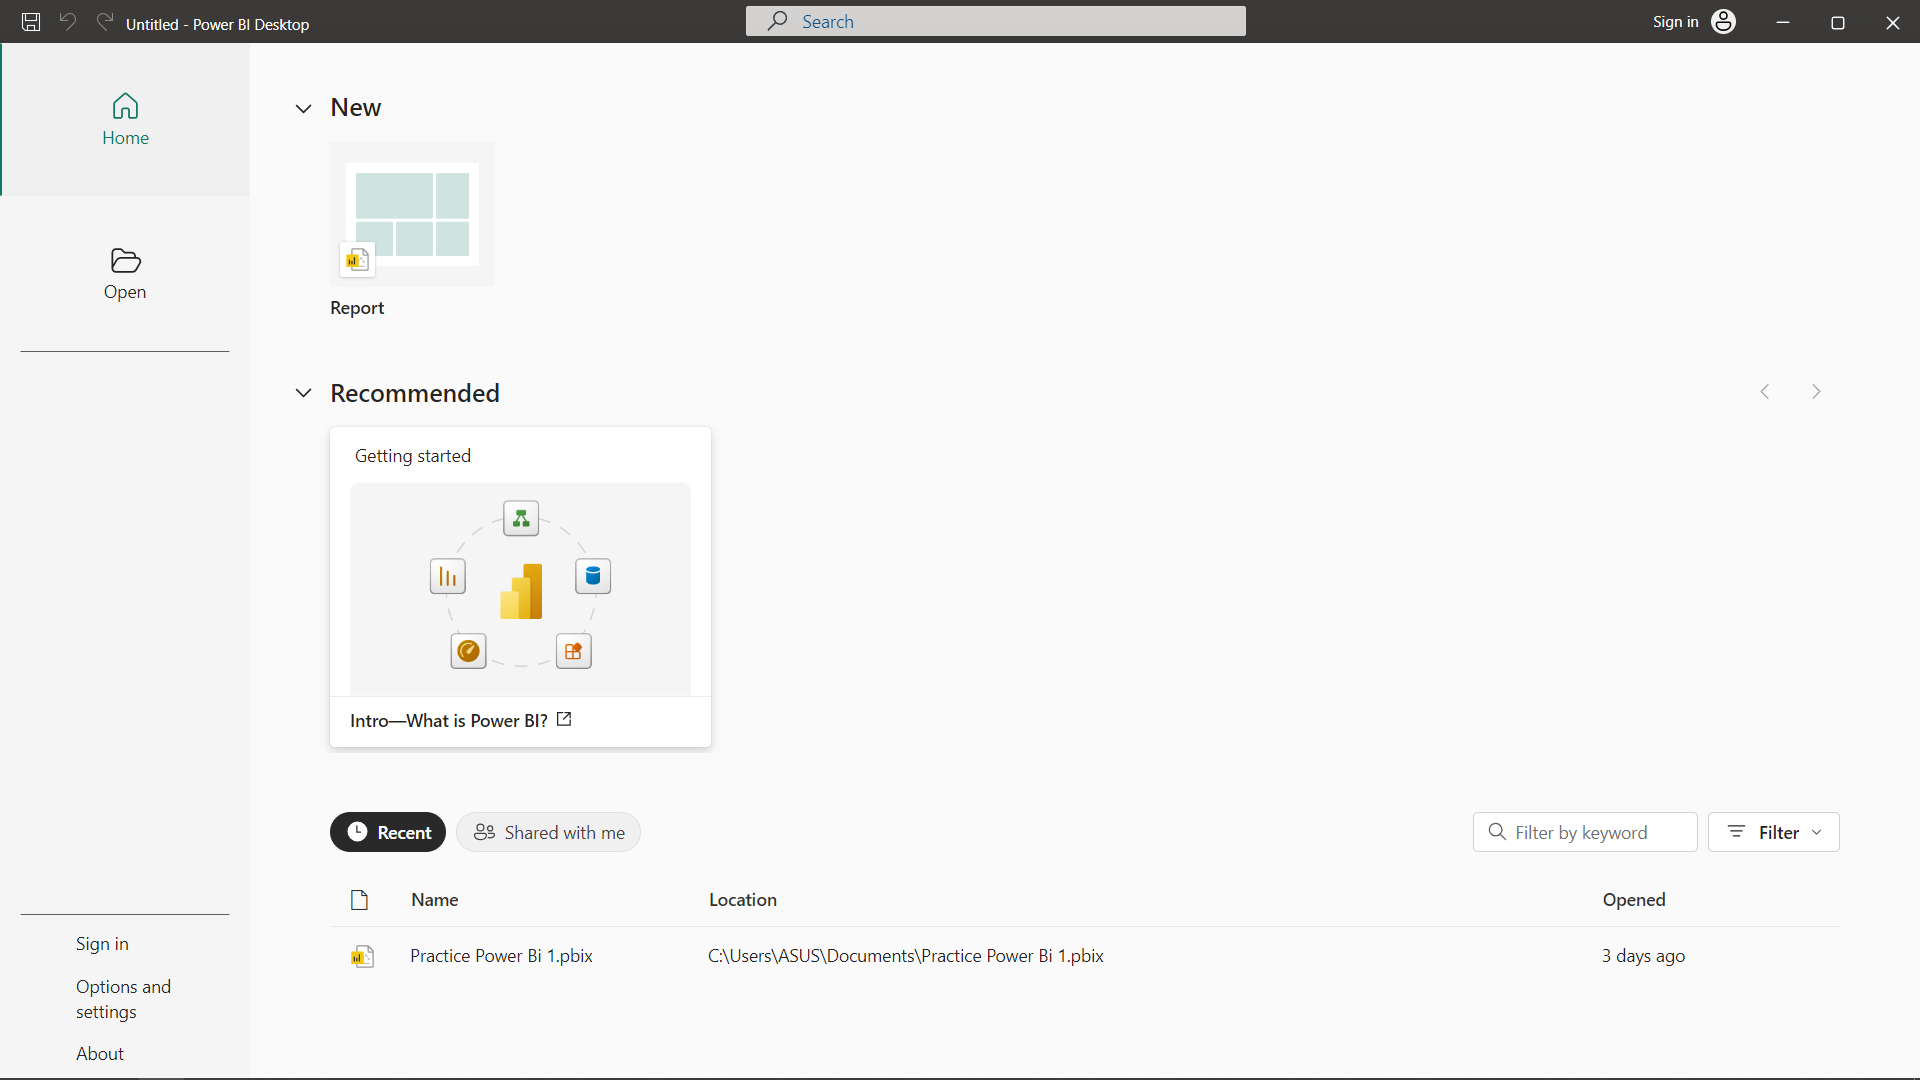 Untitled - Power BI Desktop
Search
Sign in
Home
Open
New
Report
Recommended
Getting started
Intro—What is Power BI?
Recent
Shared with me
Filter by keyword
Filter
Name Location Opened
Practice Power Bi 1.pbix C:\Users\ASUS\Documents\Practice Power Bi 1.pbix 3 days ago
Sign in
Options and
settings
About